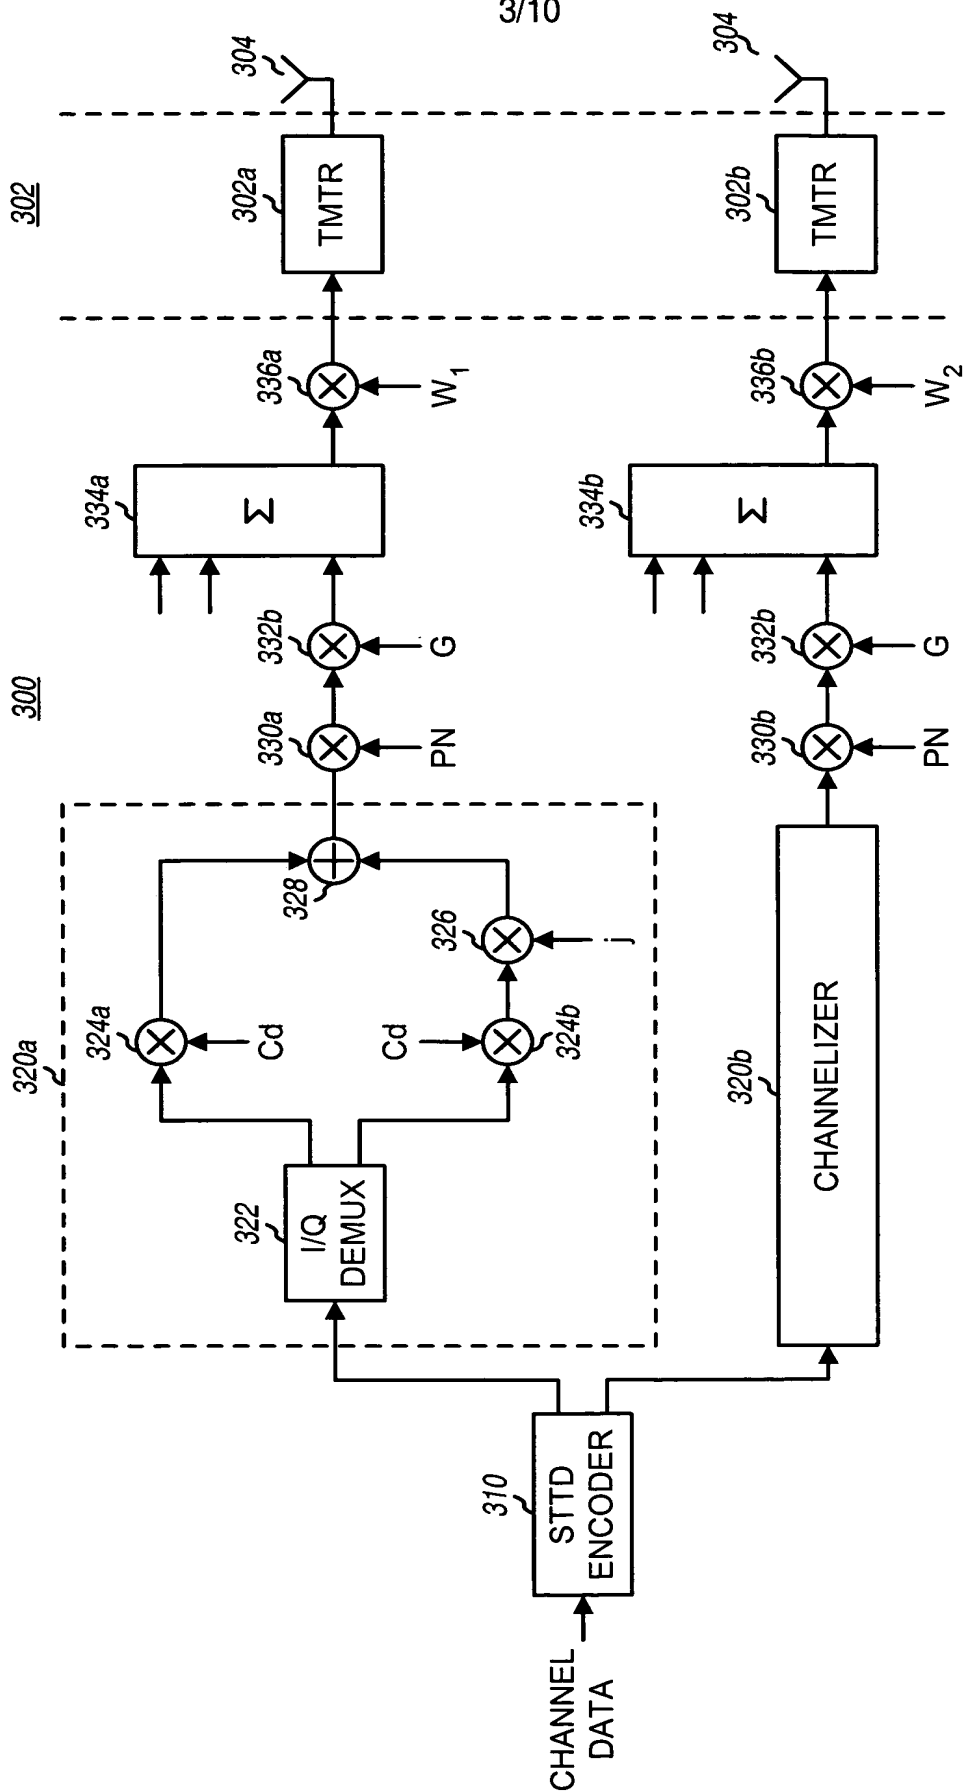 3/10
300
302
320a
324a
Cd
322
I/Q
DEMUX
Cd
324b
326
j
328
330a
PN
332b
G
334a
Σ
336a
W1
302a
TMTR
304
CHANNEL
DATA
310
STTD
ENCODER
320b
CHANNELIZER
330b
PN
332b
G
334b
Σ
336b
W2
302b
TMTR
304